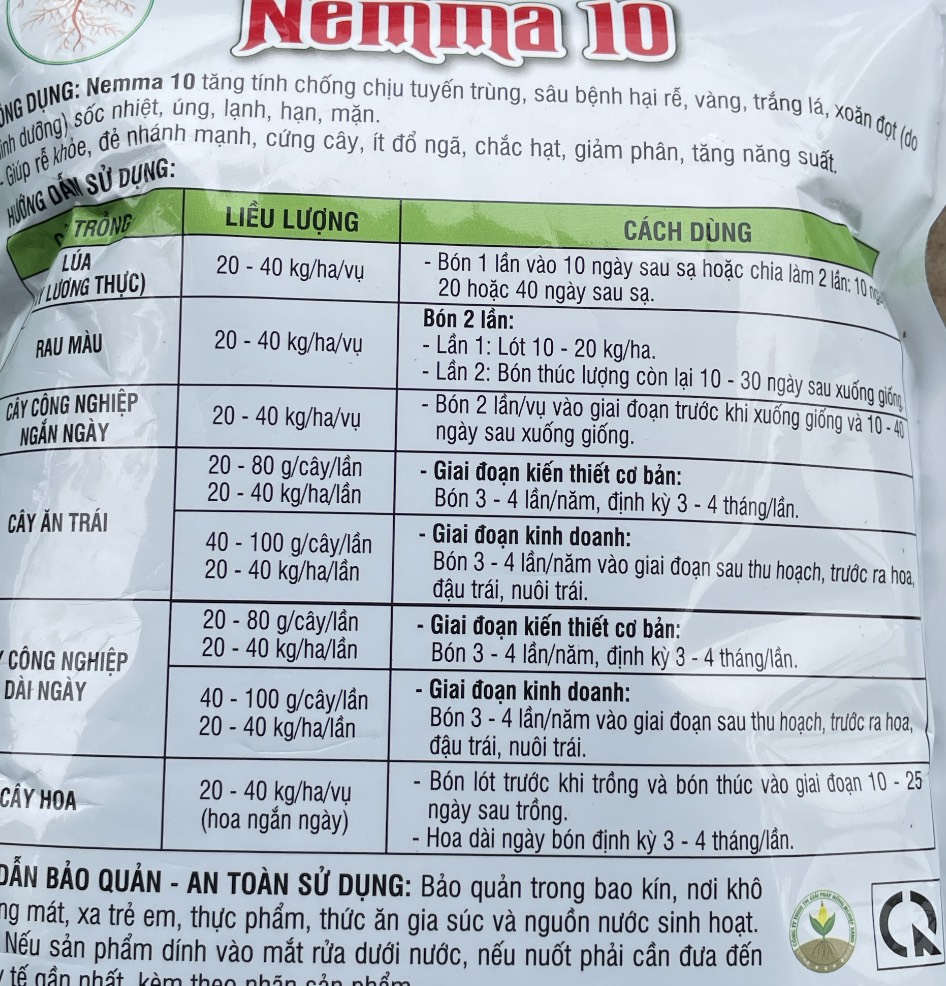 Nemma 10
DỤNG: Nemma 10 tăng tính chống chịu tuyến trùng, sâu bệnh hại rễ, vàng, trắng lá, xoăn đọt (do
dưỡng) sốc nhiệt, úng, lạnh, hạn, mặn.
- Giúp rễ khỏe, đẻ nhánh mạnh, cứng cây, ít đổ ngã, chắc hạt, giảm phân, tăng năng suất.
HƯỚNG DẪN SỬ DỤNG:
TRỒNG LIỀU LƯỢNG CÁCH DÙNG
LÚA
LƯƠNG THỰC)
20 - 40 kg/ha/vụ
- Bón 1 lần vào 10 ngày sau sạ hoặc chia làm 2 lần: 10
20 hoặc 40 ngày sau sạ.
RAU MÀU
20 - 40 kg/ha/vụ
Bón 2 lần:
- Lần 1: Lót 10 - 20 kg/ha.
- Lần 2: Bón thúc lượng còn lại 10 - 30 ngày sau xuống giống
CÂY CÔNG NGHIỆP
NGẮN NGÀY
20 - 40 kg/ha/vụ
- Bón 2 lần/vụ vào giai đoạn trước khi xuống giống và 10 - 40
ngày sau xuống giống.
CÂY ĂN TRÁI
20 - 80 g/cây/lần
20 - 40 kg/ha/lần
- Giai đoạn kiến thiết cơ bản:
Bón 3 - 4 lần/năm, định kỳ 3 - 4 tháng/lần.
40 - 100 g/cây/lần
20 - 40 kg/ha/lần
- Giai đoạn kinh doanh:
Bón 3 - 4 lần/năm vào giai đoạn sau thu hoạch, trước ra hoa,
đậu trái, nuôi trái.
CÔNG NGHIỆP
DÀI NGÀY
20 - 80 g/cây/lần
20 - 40 kg/ha/lần
- Giai đoạn kiến thiết cơ bản:
Bón 3 - 4 lần/năm, định kỳ 3 - 4 tháng/lần.
40 - 100 g/cây/lần
20 - 40 kg/ha/lần
- Giai đoạn kinh doanh:
Bón 3 - 4 lần/năm vào giai đoạn sau thu hoạch, trước ra hoa,
đậu trái, nuôi trái.
CÂY HOA
20 - 40 kg/ha/vụ
(hoa ngắn ngày)
- Bón lót trước khi trồng và bón thúc vào giai đoạn 10 - 25
ngày sau trồng.
- Hoa dài ngày bón định kỳ 3 - 4 tháng/lần.
DẪN BẢO QUẢN - AN TOÀN SỬ DỤNG: Bảo quản trong bao kín, nơi khô
mát, xa trẻ em, thực phẩm, thức ăn gia súc và nguồn nước sinh hoạt.
Nếu sản phẩm dính vào mắt rửa dưới nước, nếu nuốt phải cần đưa đến
tế gần nhất, kèm theo nhãn sản phẩm